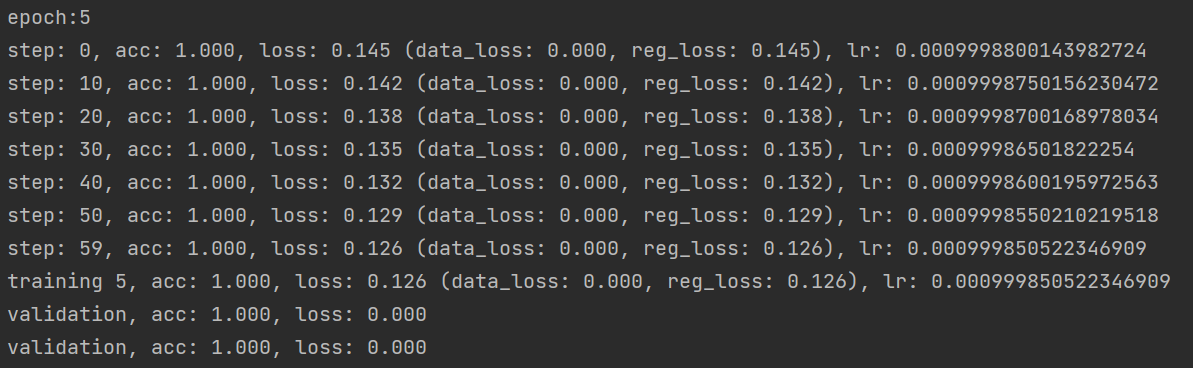 epoch:5
step: 0, acc: 1.000, loss: 0.145 (data_loss: 0.000, reg_loss: 0.145), lr: 0.0009998800143982724
step: 10, acc: 1.000, loss: 0.142 (data_loss: 0.000, reg_loss: 0.142), lr: 0.0009998750156230472
step: 20, acc: 1.000, loss: 0.138 (data_loss: 0.000, reg_loss: 0.138), lr: 0.0009998700168978034
step: 30, acc: 1.000, loss: 0.135 (data_loss: 0.000, reg_loss: 0.135), lr: 0.00099986501822254
step: 40, acc: 1.000, loss: 0.132 (data_loss: 0.000, reg_loss: 0.132), lr: 0.0009998600195972563
step: 50, acc: 1.000, loss: 0.129 (data_loss: 0.000, reg_loss: 0.129), lr: 0.0009998550210219518
step: 59, acc: 1.000, loss: 0.126 (data_loss: 0.000, reg_loss: 0.126), lr: 0.000999850522346909
training 5, acc: 1.000, loss: 0.126 (data_loss: 0.000, reg_loss: 0.126), lr: 0.000999850522346909
validation, acc: 1.000, loss: 0.000
validation, acc: 1.000, loss: 0.000